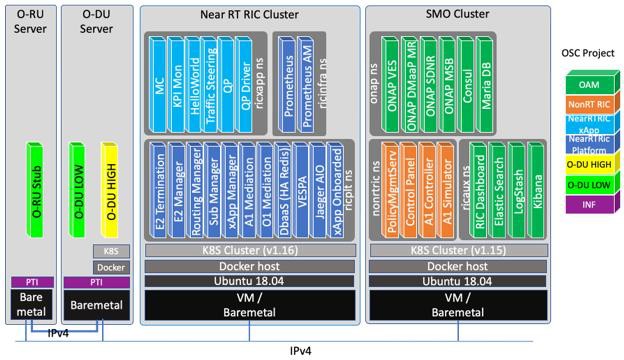 O-RU
Server
O-DU
Server
Near RT RIC Cluster
SMO Cluster
MC
KPI Mon
HelloWorld
Traffic Steering
QP
QP Driver
ricxapp ns
Prometheus
Prometheus AM
ricinfra ns
onap ns
ONAP VES
ONAP DMaaP MR
ONAP SDNR
ONAP MSB
Consul
Maria DB
OSC Project
OAM
NonRT RIC
NearRTRIC
xApp
NearRTRic
Platform
O-DU HIGH
O-DU LOW
INF
O-RU Stub
O-DU LOW
O-DU HIGH
E2 Termination
E2 Manager
Routing Manager
Sub Manager
xApp Manager
A1 Mediation
O1 Mediation
DbaaS (HA Redis)
VESPA
Jaeger AIO
xApp Onboarded
ricplt ns
nonrtric ns
PolicyMgmtServ
Control Panel
A1 Controller
A1 Simulator
ricaux ns
RIC Dashboard
Elastic Search
LogStash
Kibana
K8S
Docker
PTI
Bare
metal
PTI
Baremetal
K8S Cluster (v1.16)
Docker host
Ubuntu 18.04
VM /
Baremetal
K8S Cluster (v1.15)
Docker host
Ubuntu 18.04
VM /
Baremetal
IPv4
IPv4